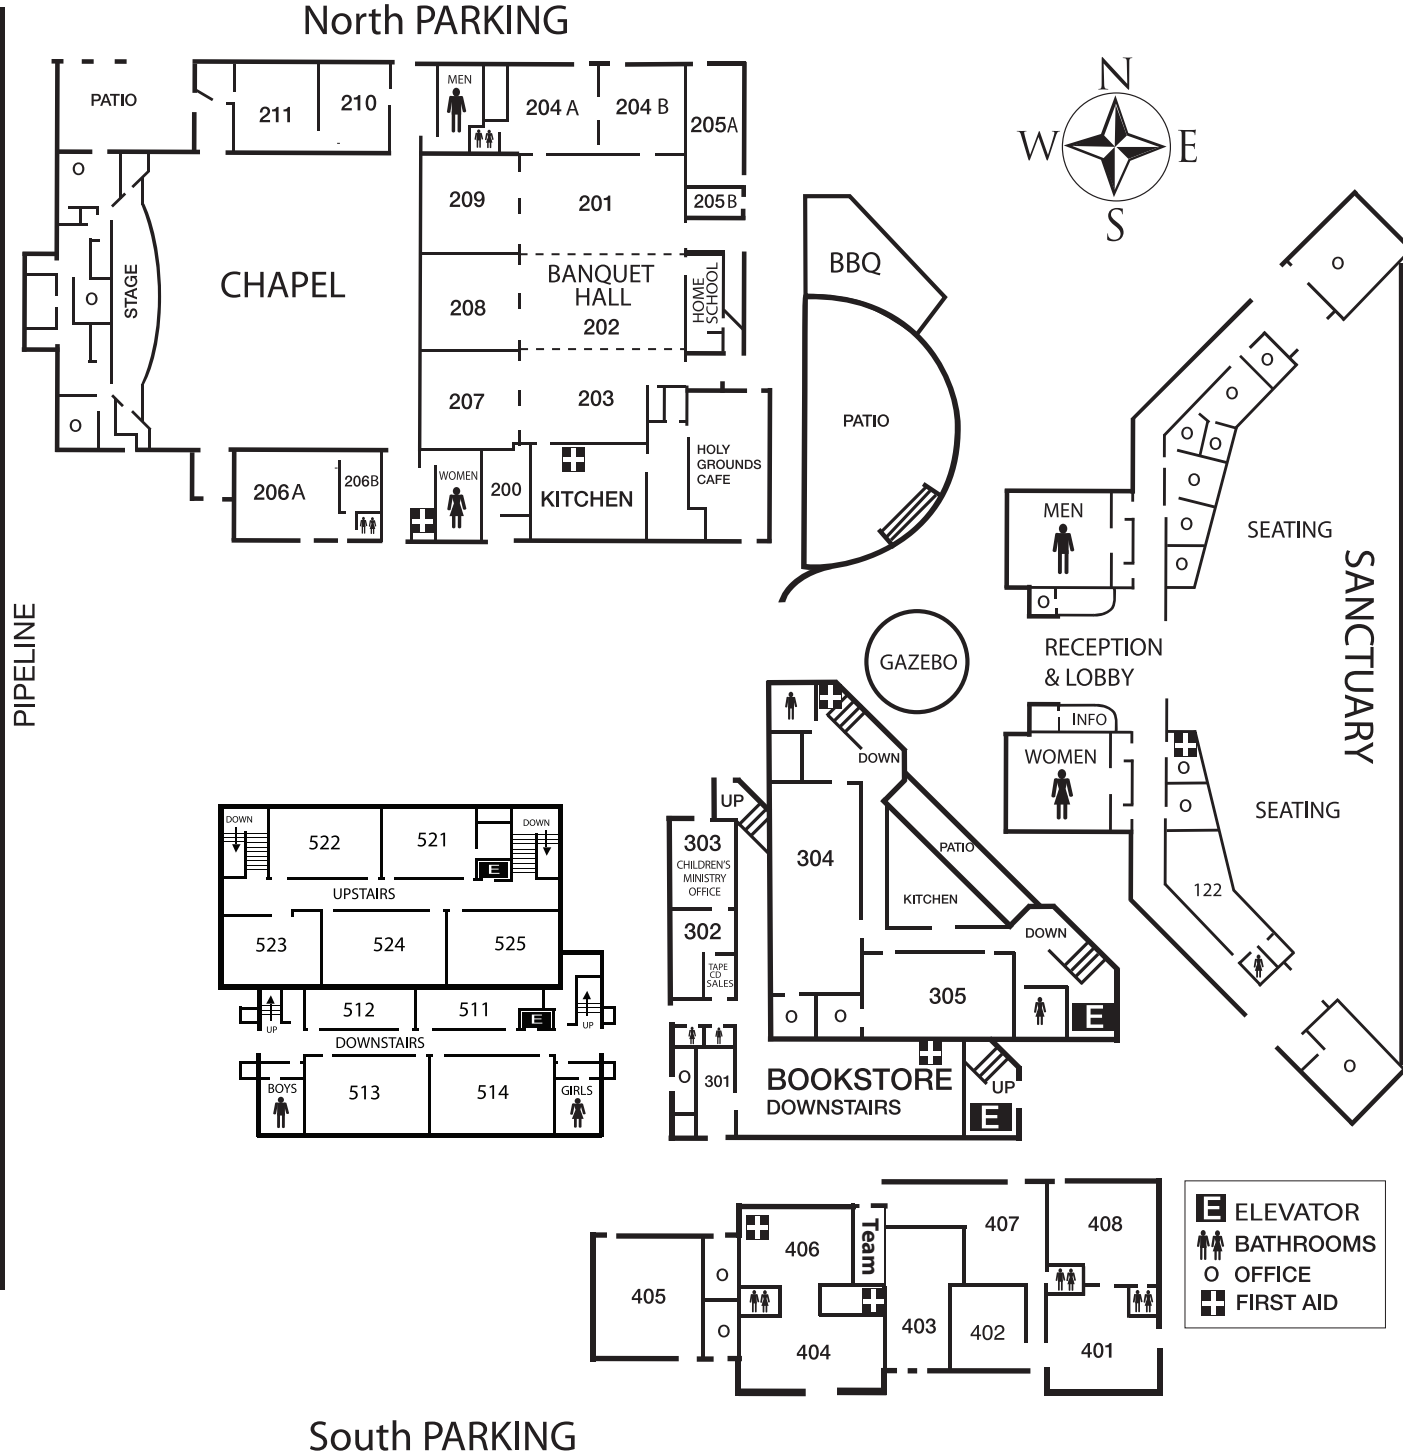 North PARKING
PATIO
211
210
MEN
204 A
204 B
205A
205B
209
201
N
W
E
S
BBQ
CHAPEL
STAGE
BANQUET
HALL
202
208
HOME
SCHOOL
207
203
PATIO
HOLY
GROUNDS
CAFE
206A
206B
WOMEN
200
KITCHEN
O
O
O
O
O
O
O
O
O
O
O
MEN
SEATING
SANCTUARY
O
RECEPTION
& LOBBY
GAZEBO
PIPELINE
INFO
WOMEN
O
O
SEATING
122
O
DOWN
UP
303
CHILDREN'S
MINISTRY
OFFICE
304
PATIO
KITCHEN
302
TAPE
CD
SALES
DOWN
305
O
O
E
DOWN
522
521
DOWN
E
UPSTAIRS
523
524
525
512
511
E
UP
UP
DOWNSTAIRS
BOYS
513
514
GIRLS
O
301
BOOKSTORE
DOWNSTAIRS
UP
E
405
O
O
406
Team
407
408
404
403
402
401
E ELEVATOR
BATHROOMS
O OFFICE
FIRST AID
South PARKING